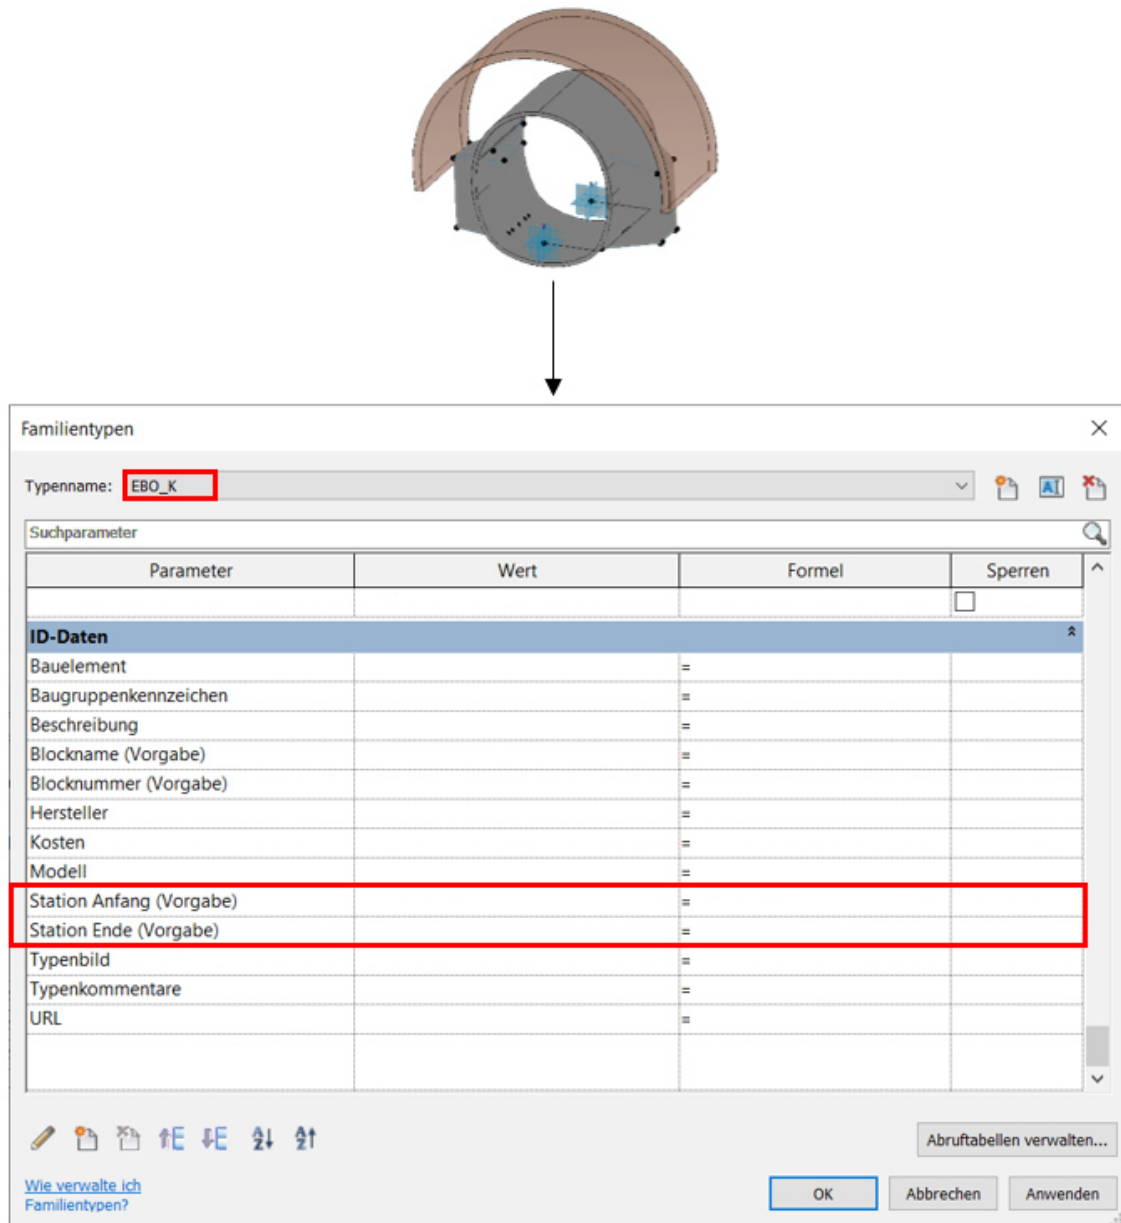 Familientypen
Typenname: EBO_K
Suchparameter
Parameter Wert Formel Sperren
ID-Daten
Bauelement =
Baugruppenkennzeichen =
Beschreibung =
Blockname (Vorgabe) =
Blocknummer (Vorgabe) =
Hersteller =
Kosten =
Modell =
Station Anfang (Vorgabe) =
Station Ende (Vorgabe) =
Typenbild =
Typenkommentare =
URL =
Abruftabellen verwalten...
Wie verwalte ich
Familientypen?
OK Abbrechen Anwenden